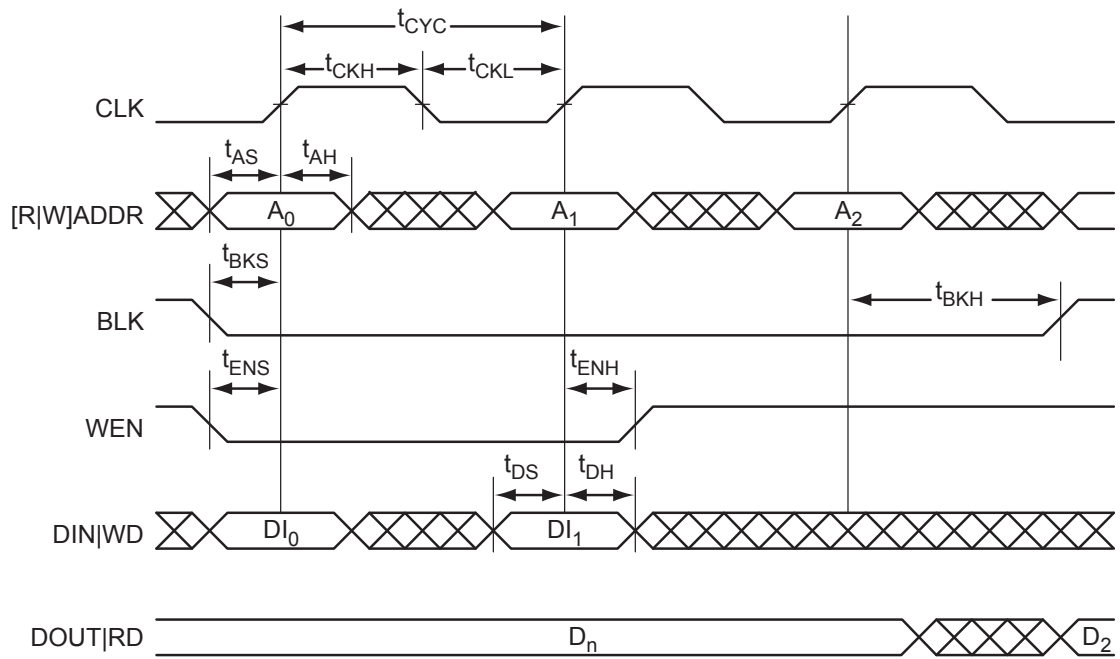 tCYC
tCKH tCKL
CLK
tAS tAH
[R|W]ADDR A0 A1 A2
tBKS
tBKH
BLK
tENS tENH
WEN
tDS tDH
DIN|WD DI0 DI1
DOUT|RD Dn D2